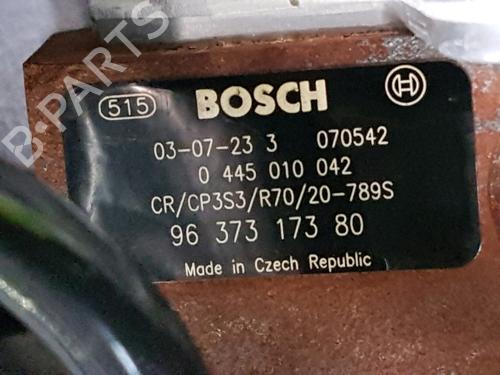 515 BOSCH
03-07-23 3 070542
0 445 010 042
CR/CP3S3/R70/20-789S
96 373 173 80
Made in Czech Republic
B-PARTS